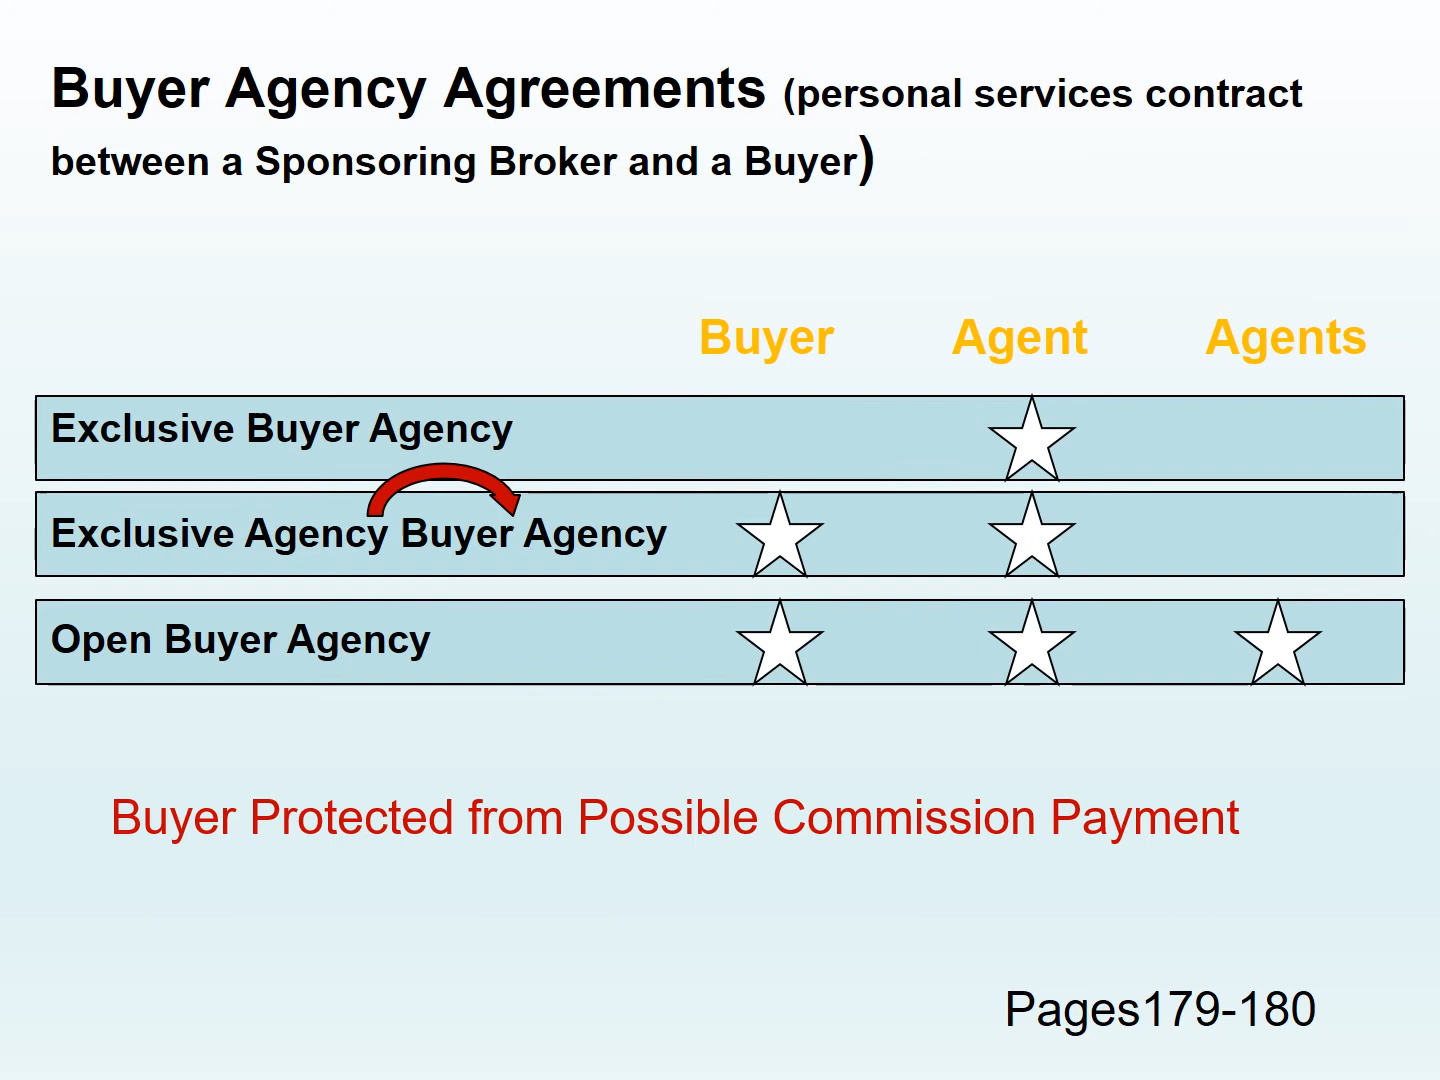 Buyer Agency Agreements (personal services contract
between a Sponsoring Broker and a Buyer)
Buyer Agent Agents
Exclusive Buyer Agency
Exclusive Agency Buyer Agency
Open Buyer Agency
Buyer Protected from Possible Commission Payment
Pages179-180